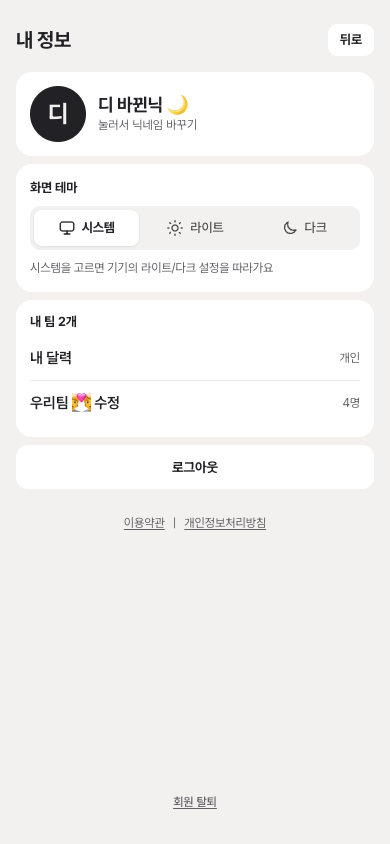 내 정보
뒤로
디
디 바뀐닉 🌙
눌러서 닉네임 바꾸기
화면 테마
시스템
라이트
다크
시스템을 고르면 기기의 라이트/다크 설정을 따라가요
내 팀 2개
내 달력
개인
우리팀 💏 수정
4명
로그아웃
이용약관 | 개인정보처리방침
회원 탈퇴